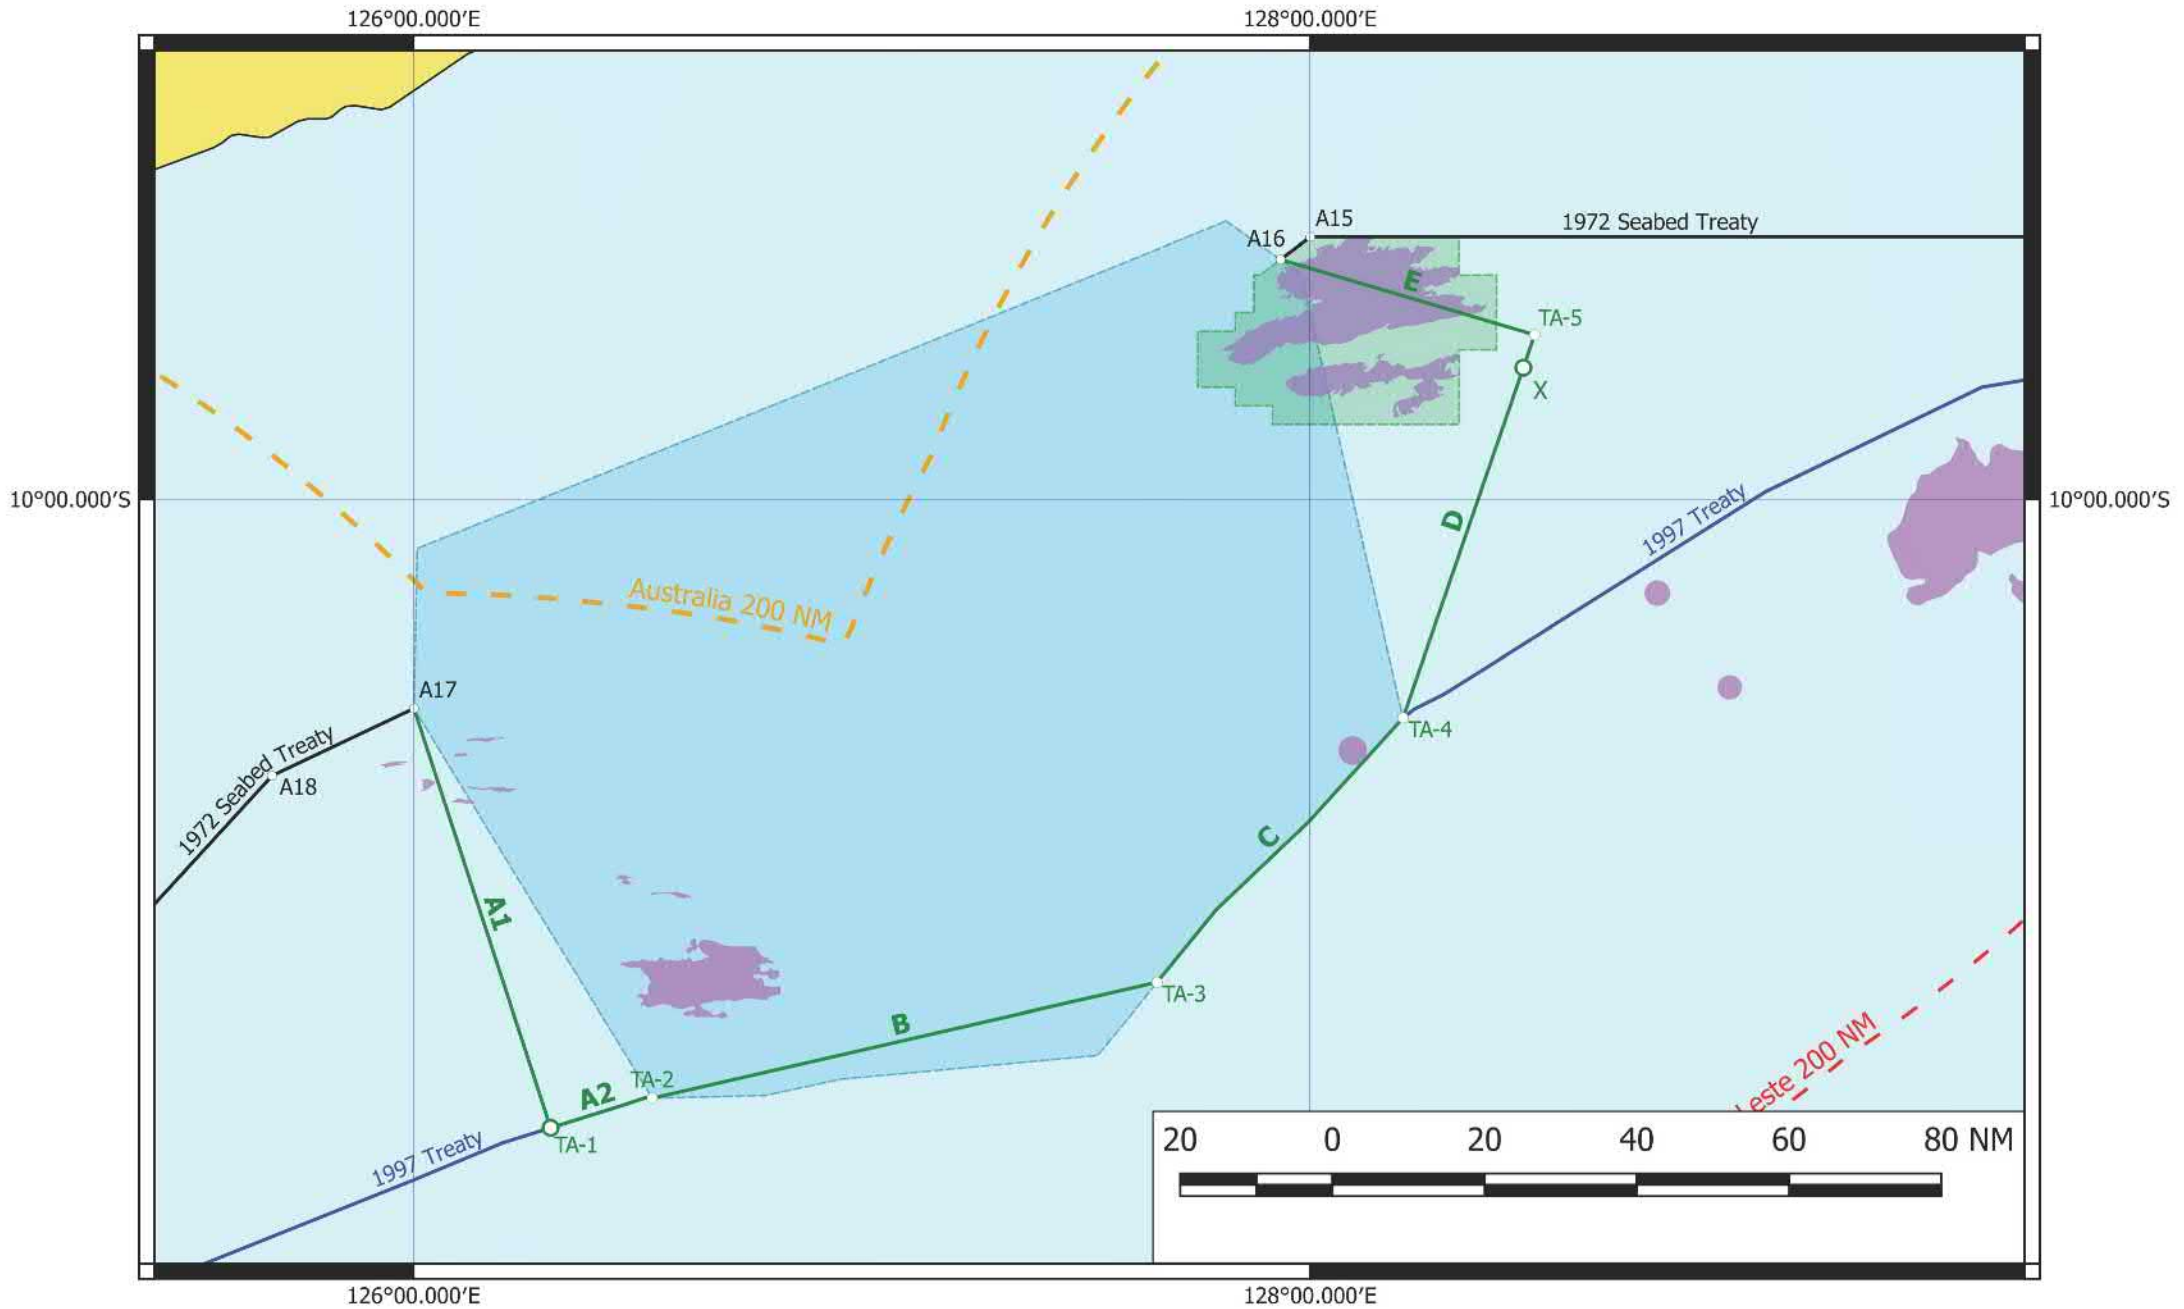 126°00.000′E
128°00.000′E
A15
1972 Seabed Treaty
A16
E
TA-5
X
10°00.000′S
10°00.000′S
1997 Treaty
D
Australia 200 NM
A17
TA-4
1972 Seabed Treaty
A18
C
A1
TA-3
B
Leste 200 NM
TA-2
A2
TA-1
1997 Treaty
20 0 20 40 60 80 NM
126°00.000′E
128°00.000′E